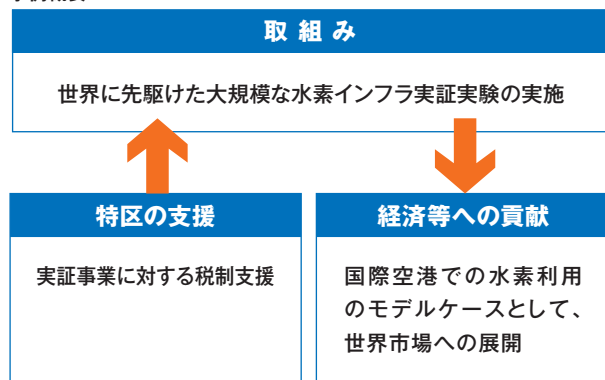 取組み
世界に先駆けた大規模な水素インフラ実証実験の実施
特区の支援
実証事業に対する税制支援
経済等への貢献
国際空港での水素利用
のモデルケースとして、
世界市場への展開